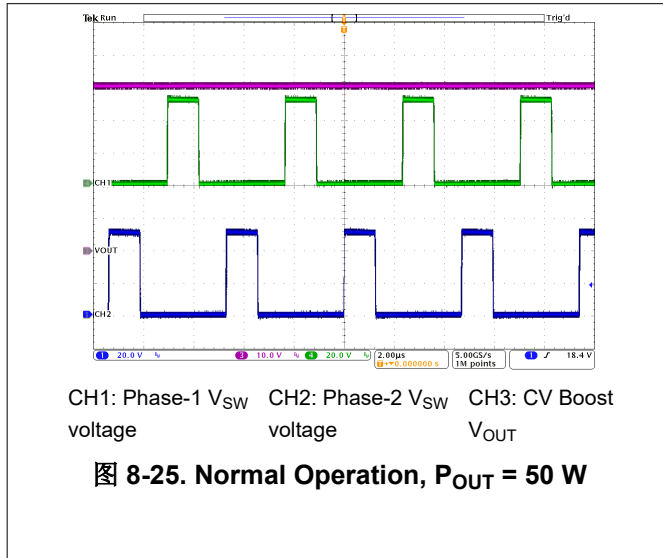 Tek Run
Trig'd
T
CH1
VOUT
CH2
1 20.0 V 3 10.0 V 4 20.0 V 2.00μs 5.00GS/s 1 18.4 V
T 0.000000 s 1M points
CH1: Phase-1 VSW voltage
CH2: Phase-2 VSW voltage
CH3: CV Boost VOUT
图 8-25. Normal Operation, POUT = 50 W